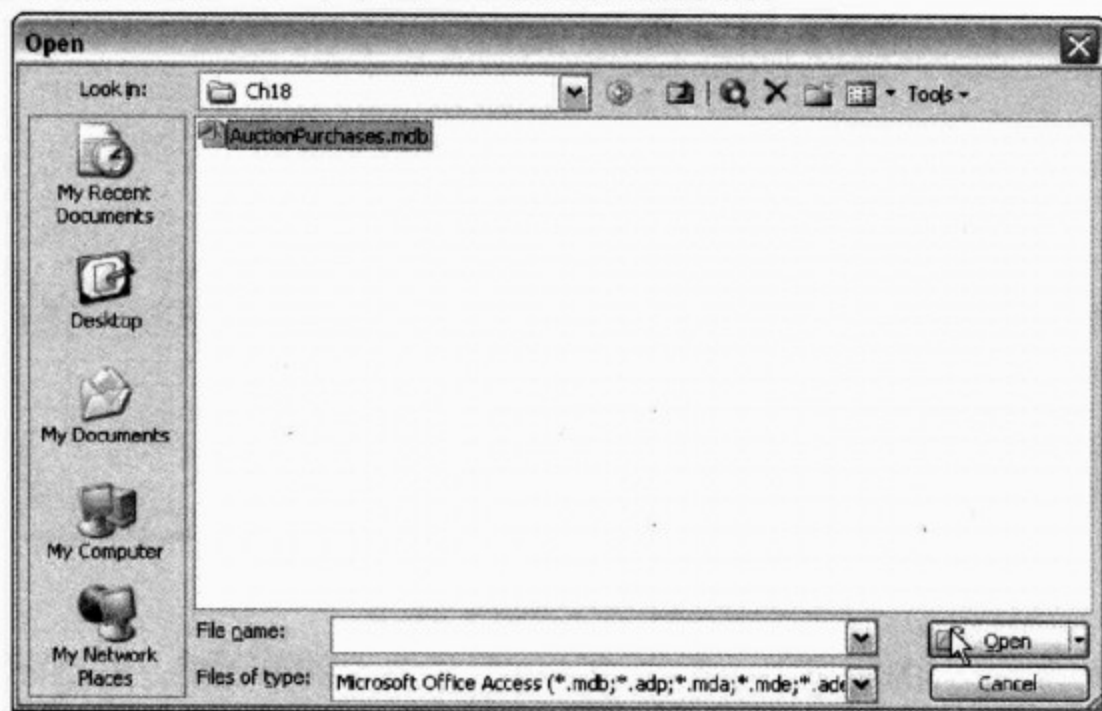 Open
Look in:
Ch18
Tools
AuctionPurchases.mdb
My Recent
Documents
Desktop
My Documents
My Computer
My Network
Places
File name:
Open
Files of type:
Microsoft Office Access (*.mdb;*.adp;*.mda;*.mde;*.ade
Cancel